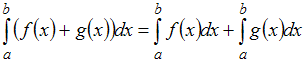 ∫_a^b (f(x) + g(x))dx = ∫_a^b f(x)dx + ∫_a^b g(x)dx